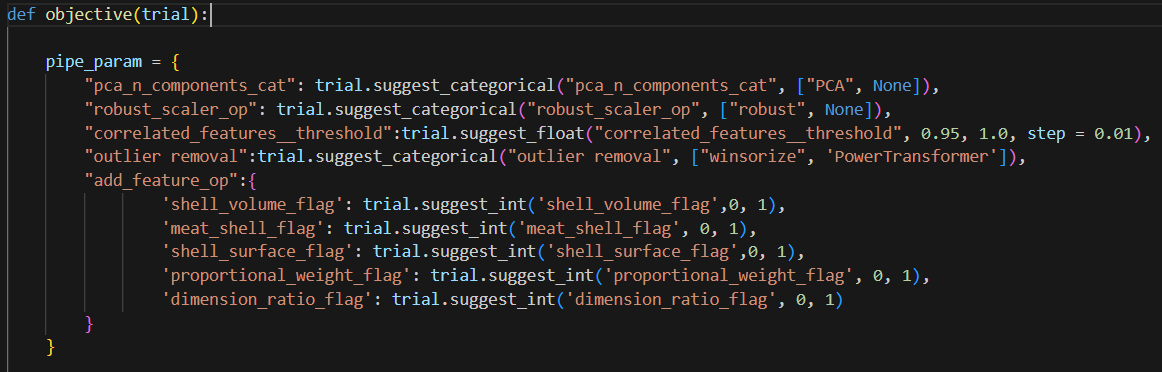 def objective(trial):
pipe_param = {
"pca_n_components_cat": trial.suggest_categorical("pca_n_components_cat", ["PCA", None]),
"robust_scaler_op": trial.suggest_categorical("robust_scaler_op", ["robust", None]),
"correlated_features__threshold":trial.suggest_float("correlated_features__threshold", 0.95, 1.0, step = 0.01),
"outlier removal":trial.suggest_categorical("outlier removal", ["winsorize", 'PowerTransformer']),
"add_feature_op":{
'shell_volume_flag': trial.suggest_int('shell_volume_flag',0, 1),
'meat_shell_flag': trial.suggest_int('meat_shell_flag', 0, 1),
'shell_surface_flag': trial.suggest_int('shell_surface_flag',0, 1),
'proportional_weight_flag': trial.suggest_int('proportional_weight_flag', 0, 1),
'dimension_ratio_flag': trial.suggest_int('dimension_ratio_flag', 0, 1)
}
}